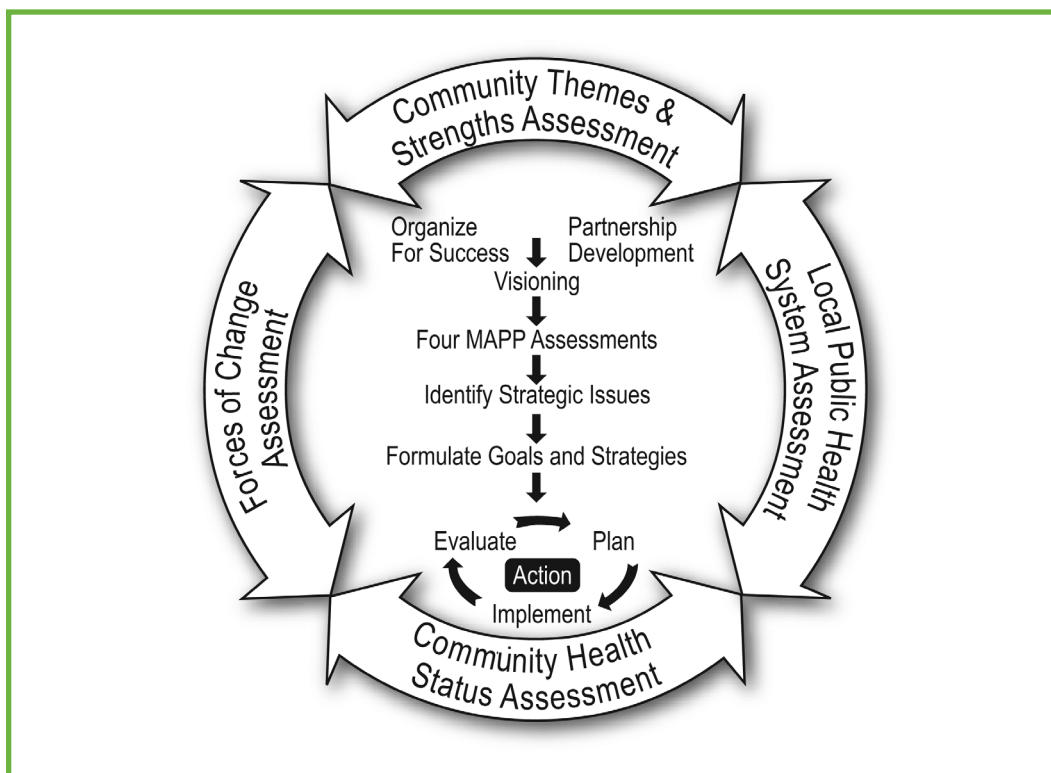 Community Themes &
Strengths Assessment
Organize
For Success
Partnership
Development
Visioning
Four MAPP Assessments
Identify Strategic Issues
Formulate Goals and Strategies
Evaluate
Plan
Action
Implement
Forces of Change
Assessment
Local Public Health
System Assessment
Community Health
Status Assessment